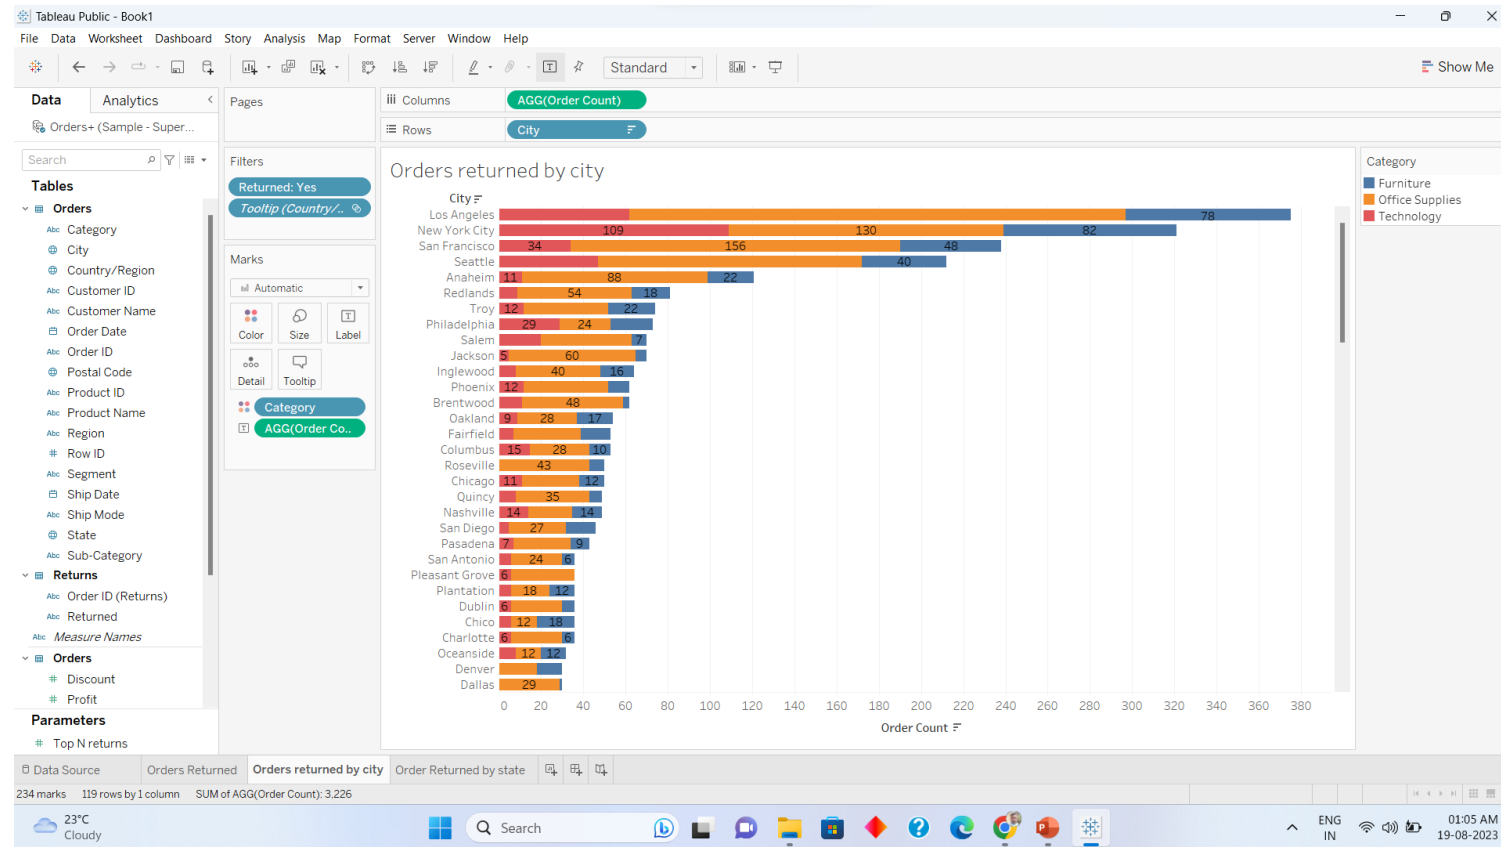 Tableau Public - Book1
File Data Worksheet Dashboard Story Analysis Map Format Server Window Help
Standard
Show Me
Data Analytics
Pages
Columns
AGG(Order Count)
Orders+ (Sample - Super...
Rows
City
Search
Filters
Returned: Yes
Tooltip (Country/..
Tables
Orders
Abc Category
City
Country/Region
Abc Customer ID
Abc Customer Name
Order Date
Abc Order ID
Postal Code
Abc Product ID
Abc Product Name
Abc Region
# Row ID
Abc Segment
Ship Date
Abc Ship Mode
State
Abc Sub-Category
Returns
Abc Order ID (Returns)
Abc Returned
Abc Measure Names
Orders
# Discount
# Profit
Parameters
# Top N returns
Marks
Automatic
Color Size Label
Detail Tooltip
Category
AGG(Order Co..
Orders returned by city
City
Los Angeles 78
New York City 109 130 82
San Francisco 34 156 48
Seattle 40
Anaheim 11 88 22
Redlands 54 18
Troy 12 22
Philadelphia 29 24
Salem 7
Jackson 5 60
Inglewood 40 16
Phoenix 12
Brentwood 48
Oakland 9 28 17
Fairfield
Columbus 15 28 10
Roseville 43
Chicago 11 12
Quincy 35
Nashville 14 14
San Diego 27
Pasadena 7 9
San Antonio 24 6
Pleasant Grove 6
Plantation 18 12
Dublin 6
Chico 12 18
Charlotte 6 6
Oceanside 12 12
Denver
Dallas 29
0 20 40 60 80 100 120 140 160 180 200 220 240 260 280 300 320 340 360 380
Order Count
Category
Furniture
Office Supplies
Technology
Data Source Orders Returned Orders returned by city Order Returned by state
234 marks 119 rows by 1 column SUM of AGG(Order Count): 3,226
23°C
Cloudy
Search
ENG
IN
01:05 AM
19-08-2023